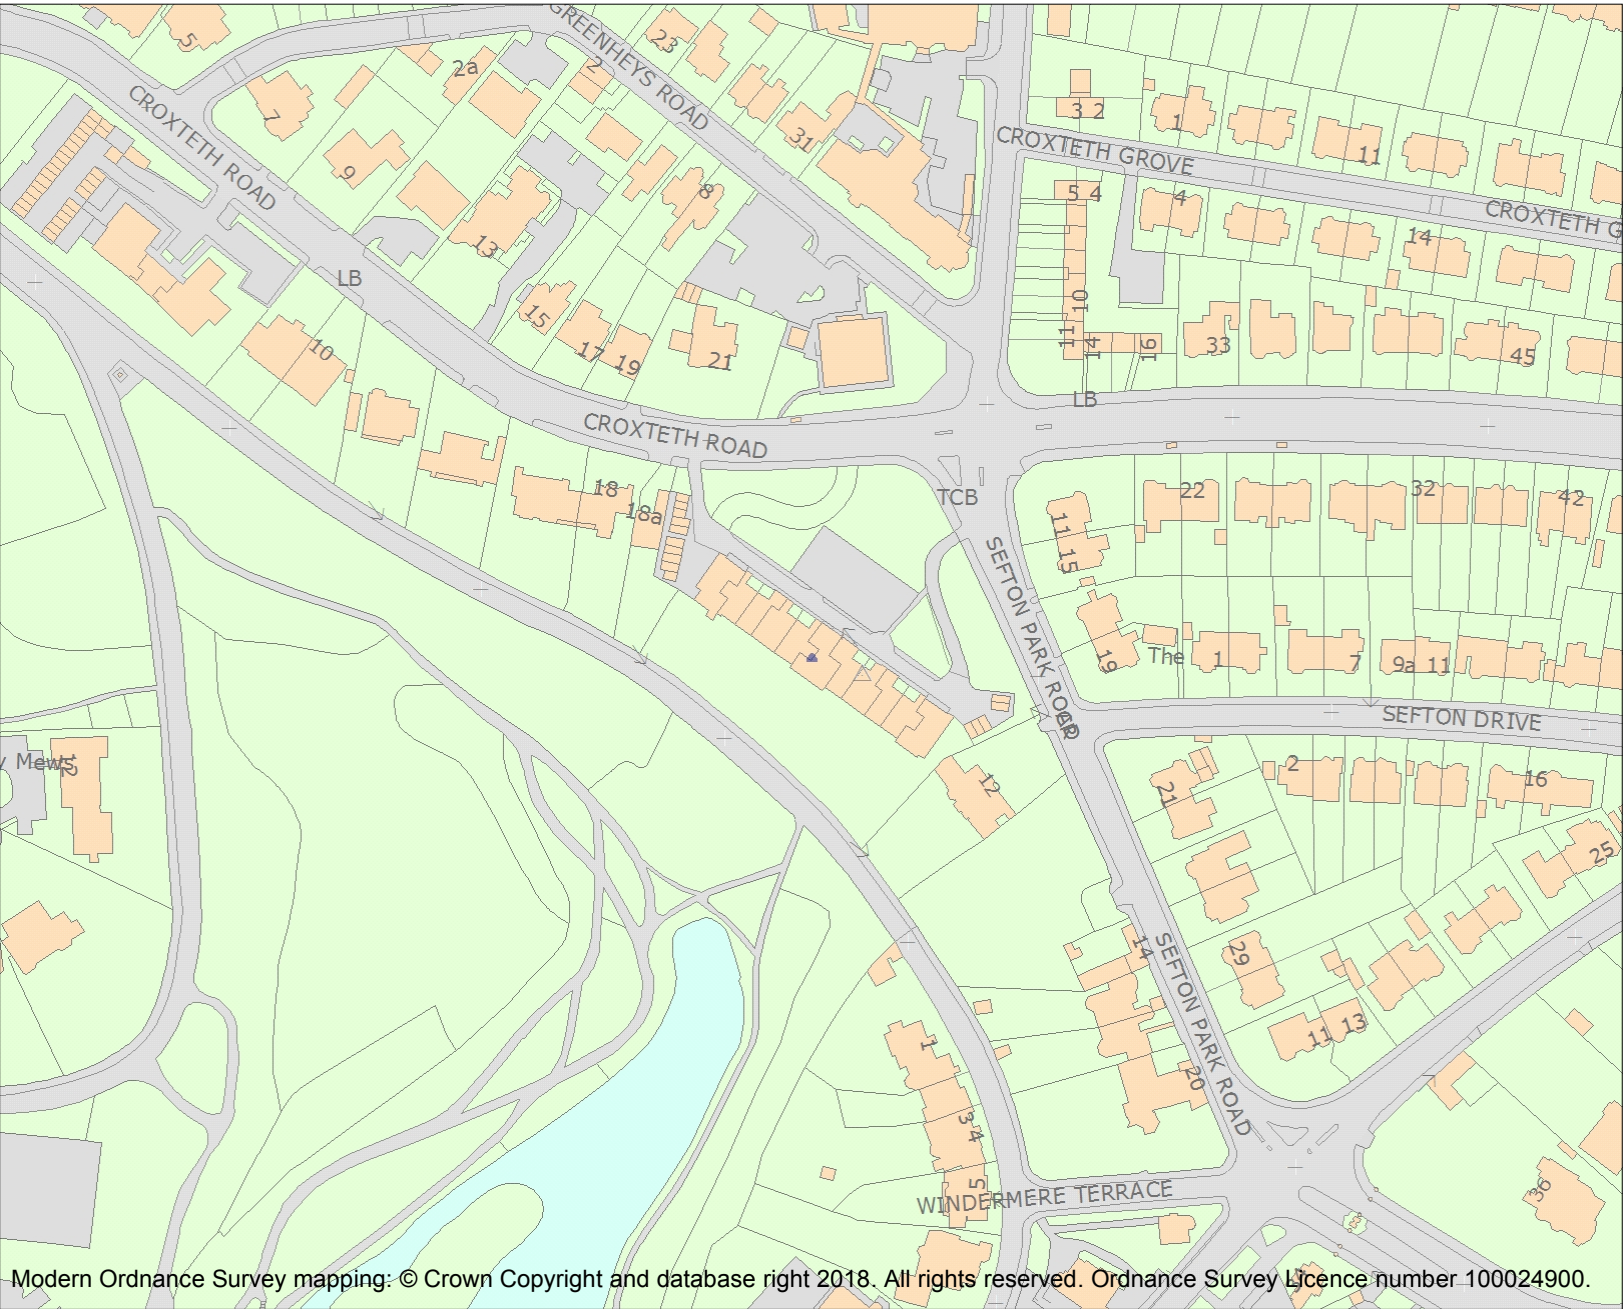 GREENHEYS ROAD
5
23
2a
2
7
CROXTETH ROAD
31
3 2
1
CROXTETH GROVE
11
9
8
5 4
4
CROXTETH G
14
13
LB
10
15
11
14
16
33
45
10
17
19
21
LB
CROXTETH ROAD
18
18a
TCB
22
32
42
11
15
SEFTON PARK ROAD
19
The
1
7
9a
11
SEFTON DRIVE
y Mews
12
12
21
2
16
25
14
29
SEFTON PARK ROAD
1
11
13
20
3 4
5
WINDERMERE TERRACE
36
Modern Ordnance Survey mapping: © Crown Copyright and database right 2018. All rights reserved. Ordnance Survey Licence number 100024900.